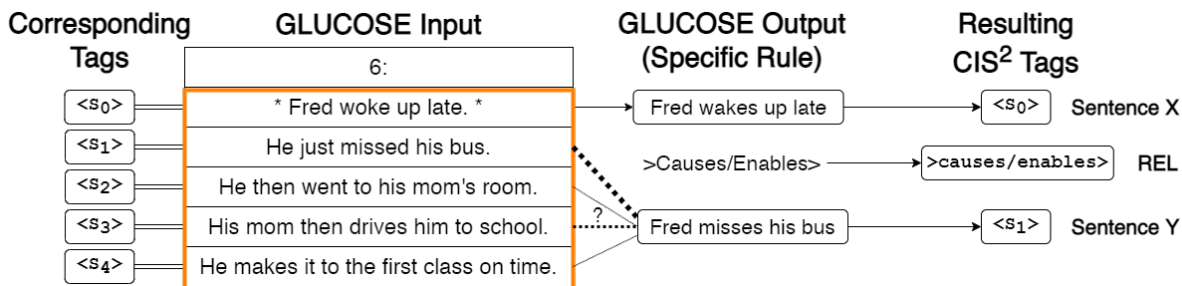 Corresponding Tags
GLUCOSE Input
GLUCOSE Output (Specific Rule)
Resulting CIS² Tags
6:
<s₀>
* Fred woke up late. *
Fred wakes up late
<s₀>
Sentence X
<s₁>
He just missed his bus.
>Causes/Enables>
>causes/enables>
REL
<s₂>
He then went to his mom's room.
?
<s₃>
His mom then drives him to school.
Fred misses his bus
<s₁>
Sentence Y
<s₄>
He makes it to the first class on time.